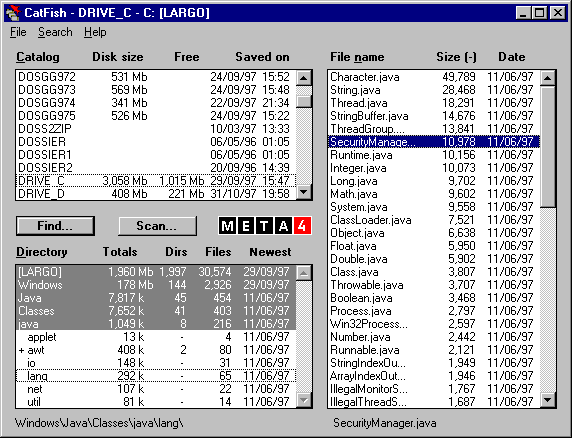 CatFish - DRIVE_C - C: [LARGO]
File Search Help
Catalog Disk size Free Saved on
DOSGG972 531 Mb 24/09/97 15:52
DOSGG973 569 Mb 24/09/97 15:48
DOSGG974 341 Mb 22/09/97 21:34
DOSGG975 526 Mb 24/09/97 15:22
DOSS2ZIP 10/03/97 13:33
DOSSIER 06/05/96 01:05
DOSSIER1 06/05/96 01:05
DOSSIER2 20/09/96 14:39
DRIVE_C 3,058 Mb 1,015 Mb 29/09/97 15:47
DRIVE_D 408 Mb 221 Mb 31/10/97 19:58
Find... Scan... META4
Directory Totals Dirs Files Newest
[LARGO] 1,960 Mb 1,997 30,574 29/09/97
Windows 178 Mb 144 2,926 29/09/97
Java 7,817 k 45 454 11/06/97
Classes 7,652 k 41 403 11/06/97
java 1,049 k 8 216 11/06/97
applet 13 k - 4 11/06/97
+ awt 408 k 2 80 11/06/97
io 148 k - 31 11/06/97
lang 292 k - 65 11/06/97
net 107 k - 22 11/06/97
util 81 k - 14 11/06/97
Windows\Java\Classes\java\lang\
File name Size (-) Date
Character.java 49,789 11/06/97
String.java 28,468 11/06/97
Thread.java 18,291 11/06/97
StringBuffer.java 14,676 11/06/97
ThreadGroup.... 13,841 11/06/97
SecurityManage... 10,978 11/06/97
Runtime.java 10,156 11/06/97
Integer.java 10,073 11/06/97
Long.java 9,702 11/06/97
Math.java 9,602 11/06/97
System.java 9,558 11/06/97
ClassLoader.java 7,521 11/06/97
Object.java 6,638 11/06/97
Float.java 5,950 11/06/97
Double.java 5,902 11/06/97
Class.java 3,807 11/06/97
Throwable.java 3,707 11/06/97
Boolean.java 3,468 11/06/97
Process.java 2,797 11/06/97
Win32Process... 2,597 11/06/97
Number.java 2,442 11/06/97
Runnable.java 2,121 11/06/97
StringIndexOu... 1,949 11/06/97
ArrayIndexOut... 1,946 11/06/97
IllegalMonitorS... 1,767 11/06/97
IllegalThreadS... 1,687 11/06/97
SecurityManager.java